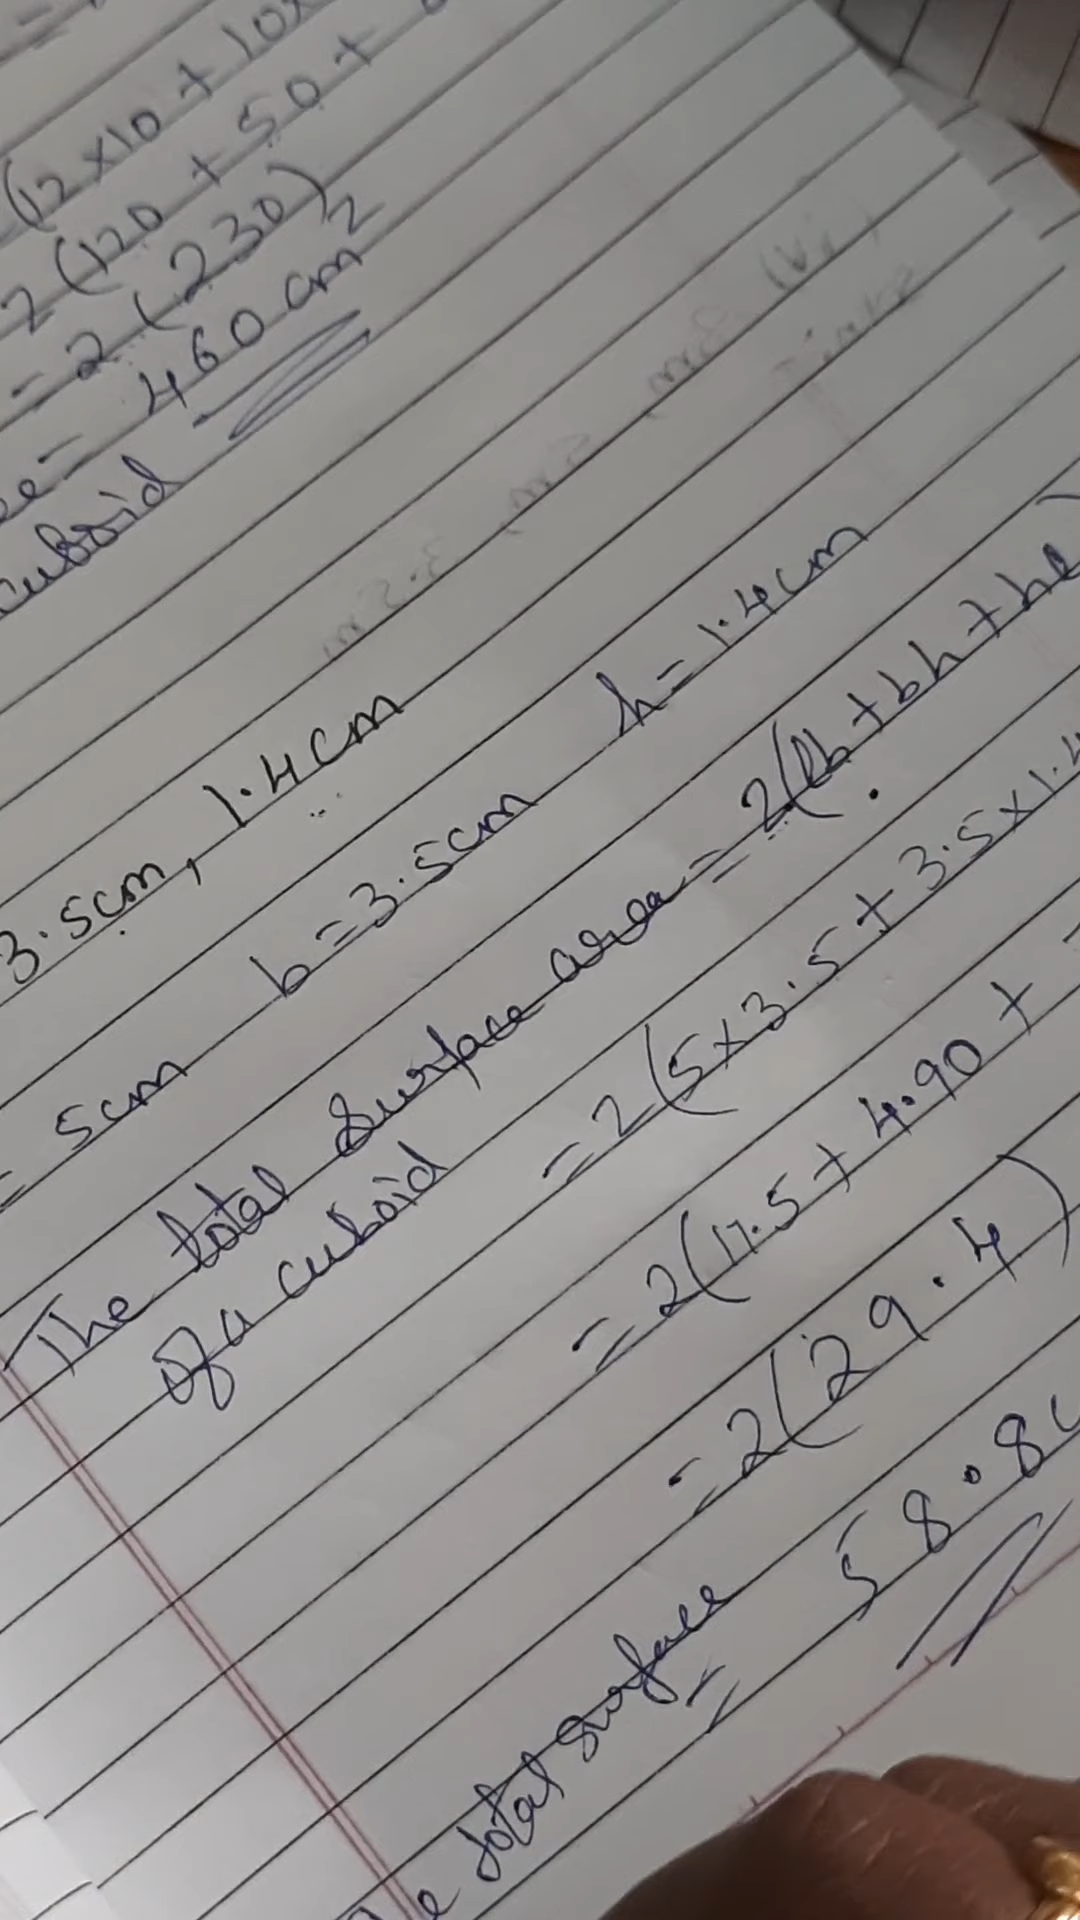 (12×10 + 10×
2(120 + 50 +
= 2(230)
= 460 cm²
cuboid
3.5cm, 1.4cm
= 5cm b=3.5cm h=1.4cm
The total surface area = 2(lb+bh+hl)
of a cuboid
= 2(5×3.5 + 3.5×1.4
= 2(17.5 + 4.90 +
= 2(29.4)
total surface = 58.8